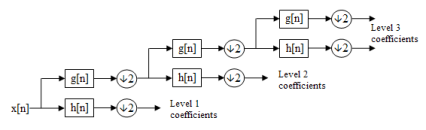 g[n]
↓2
Level 3
coefficients
g[n]
↓2
h[n]
↓2
g[n]
↓2
h[n]
↓2
Level 2
coefficients
x[n]
h[n]
↓2
Level 1
coefficients